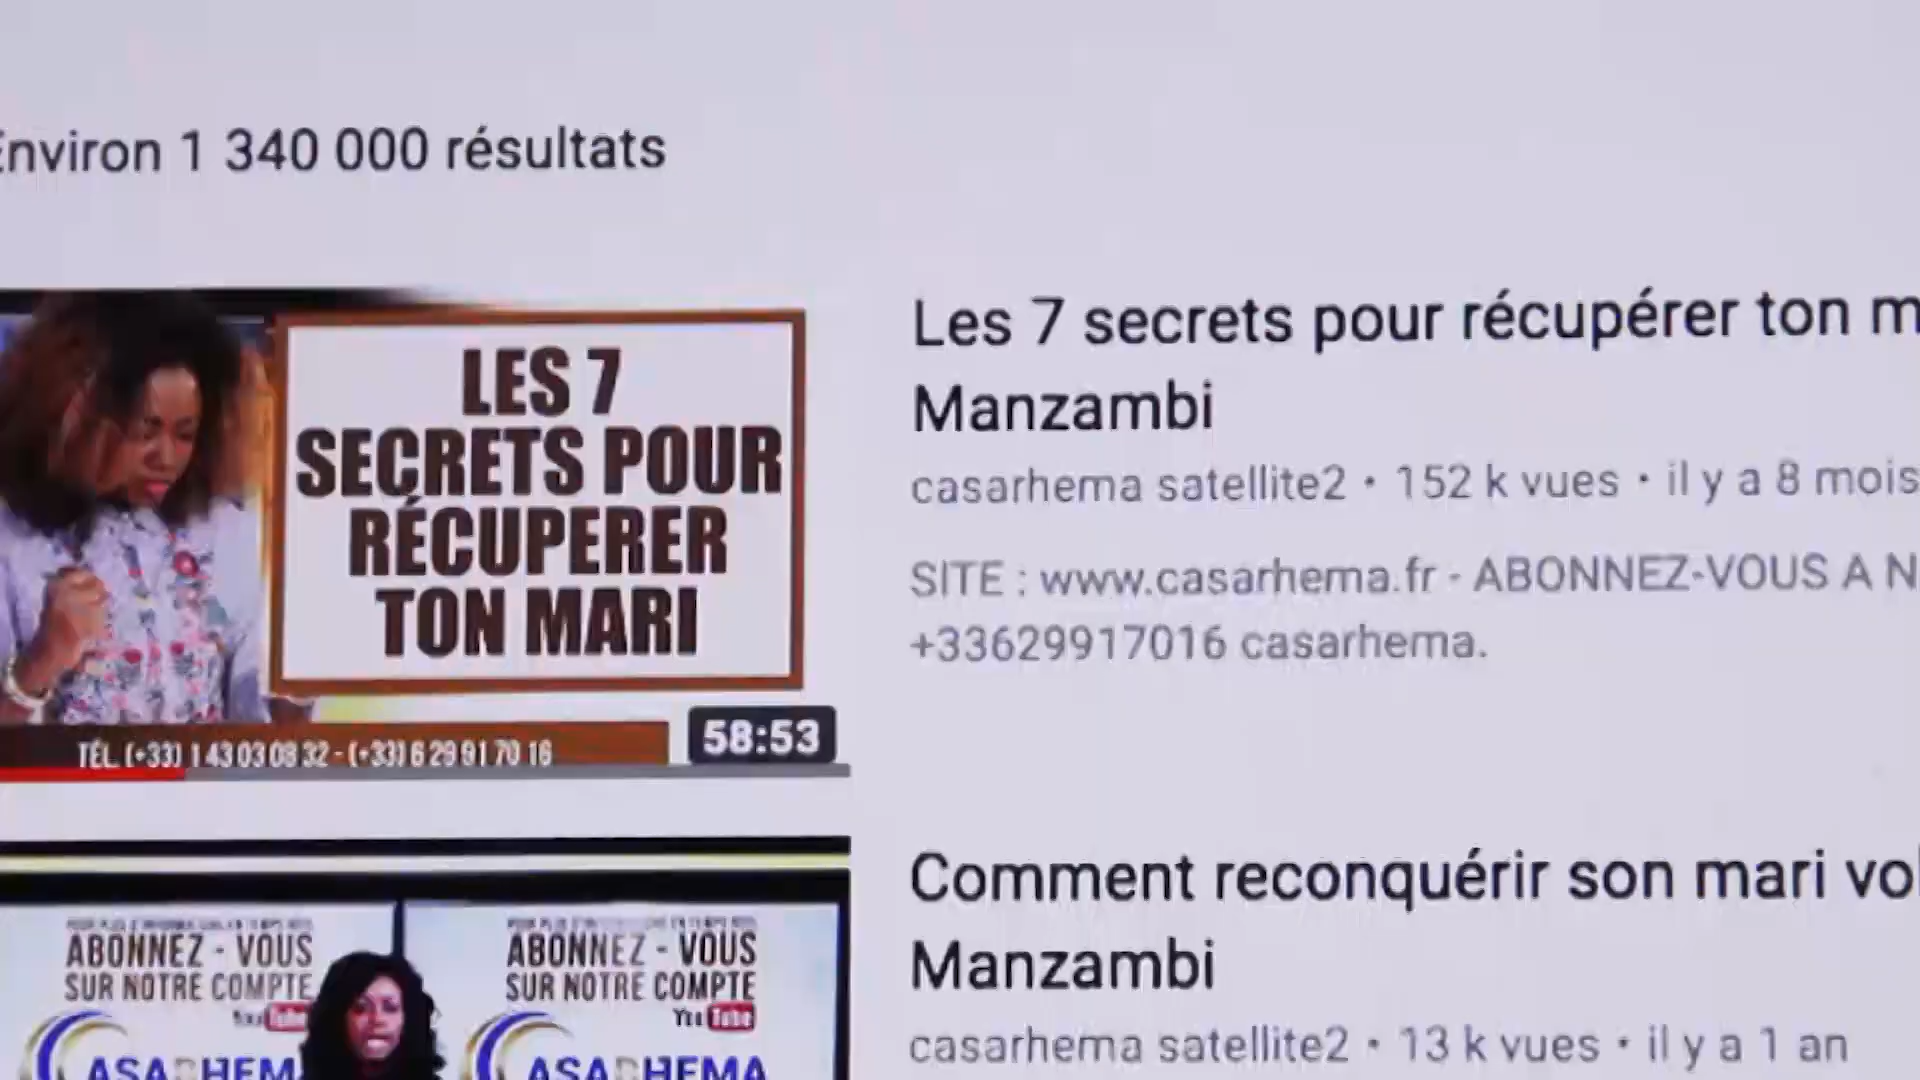 Environ 1 340 000 résultats
LES 7
SECRETS POUR
RÉCUPERER
TON MARI
TÉL. (+33) 1 43 03 08 32 - (+33) 6 29 91 70 16
58:53
Les 7 secrets pour récupérer ton
Manzambi
casarhema satellite2 • 152 k vues • il y a 8 mois
SITE : www.casarhema.fr - ABONNEZ-VOUS A
+33629917016 casarhema.
ABONNEZ - VOUS
SUR NOTRE COMPTE
YouTube
ABONNEZ - VOUS
SUR NOTRE COMPTE
YouTube
Comment reconquérir son mari
Manzambi
casarhema satellite2 • 13 k vues • il y a 1 an